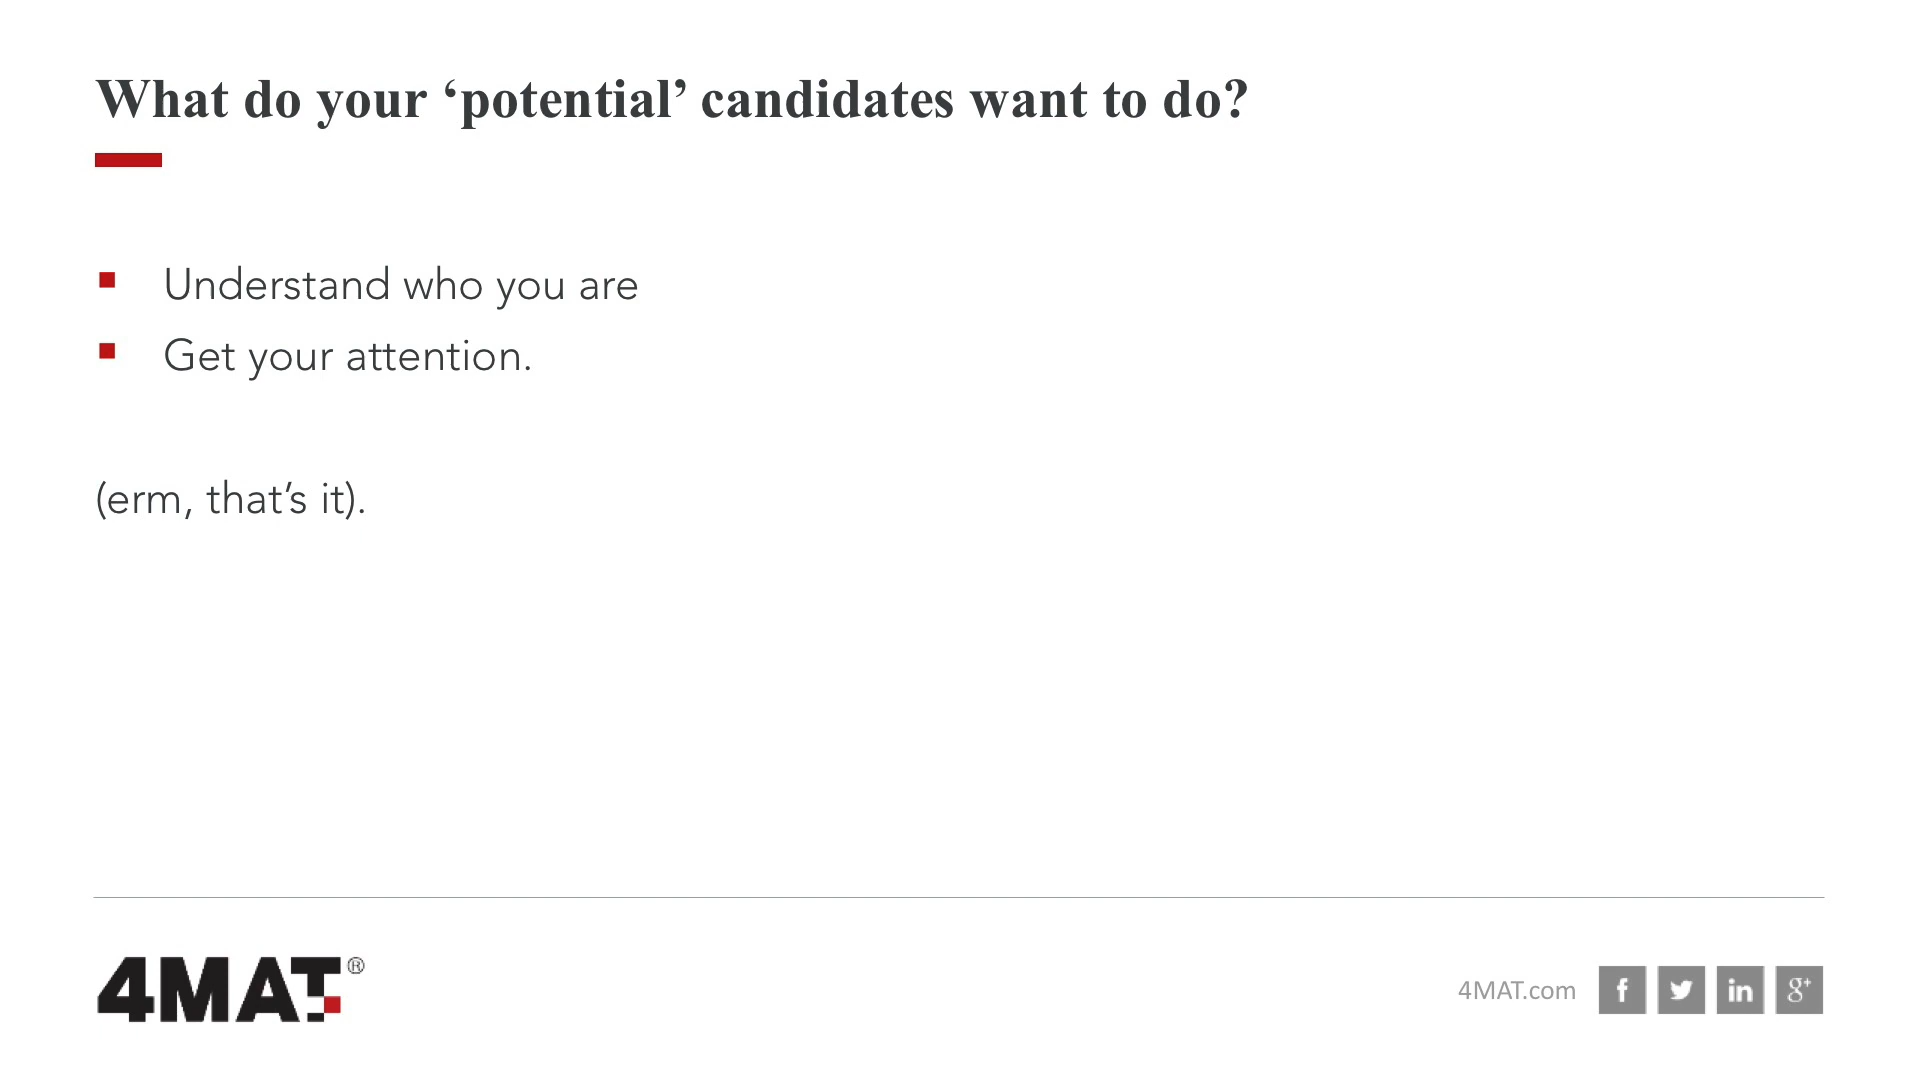 What do your ‘potential’ candidates want to do?
Understand who you are
Get your attention.
(erm, that’s it).
4MAT®
4MAT.com
f
in
g+